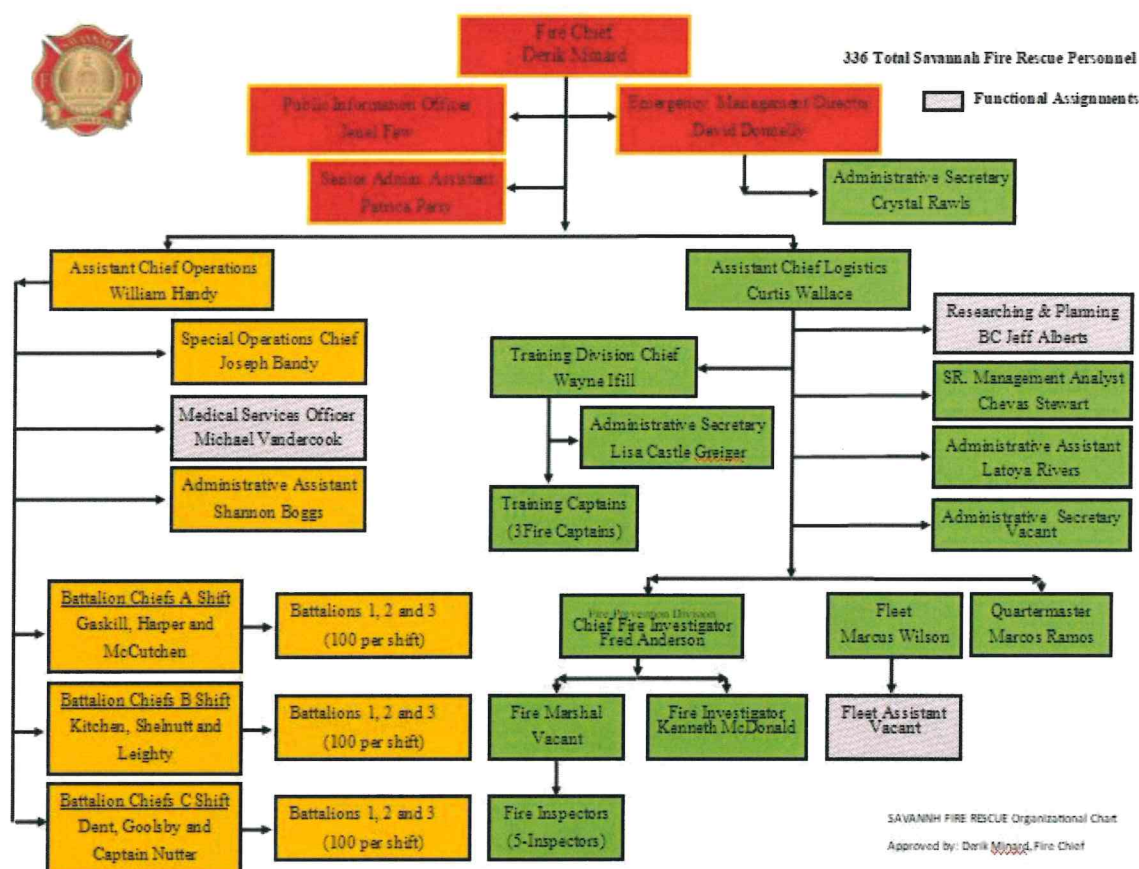 SAVANNAH
F D
Fire Chief
Derik Minard
336 Total Savannah Fire Rescue Personnel
Functional Assignments
Public Information Officer
Jenel Few
Emergency Management Director
David Donnelly
Senior Admin. Assistant
Patrica Party
Administrative Secretary
Crystal Rawls
Assistant Chief Operations
William Handy
Assistant Chief Logistics
Curtis Wallace
Special Operations Chief
Joseph Bandy
Medical Services Officer
Michael Vandercook
Administrative Assistant
Shannon Boggs
Training Division Chief
Wayne Ifill
Administrative Secretary
Lisa Castle Greiger
Training Captains
(3Fire Captains)
Researching & Planning
BC Jeff Alberts
SR. Management Analyst
Chevas Stewart
Administrative Assistant
Latoya Rivers
Administrative Secretary
Vacant
Battalion Chiefs A Shift
Gaskill, Harper and
McCutchen
Battalions 1, 2 and 3
(100 per shift)
Battalion Chiefs B Shift
Kitchen, Shelnutt and
Leighty
Battalions 1, 2 and 3
(100 per shift)
Battalion Chiefs C Shift
Dent, Goolsby and
Captain Nutter
Battalions 1, 2 and 3
(100 per shift)
Fire Prevention Division
Chief Fire Investigator
Fred Anderson
Fleet
Marcus Wilson
Quartermaster
Marcos Ramos
Fire Marshal
Vacant
Fire Investigator
Kenneth McDonald
Fleet Assistant
Vacant
Fire Inspectors
(5-Inspectors)
SAVANNH FIRE RESCUE Organizational Chart
Approved by: Derik Minard, Fire Chief